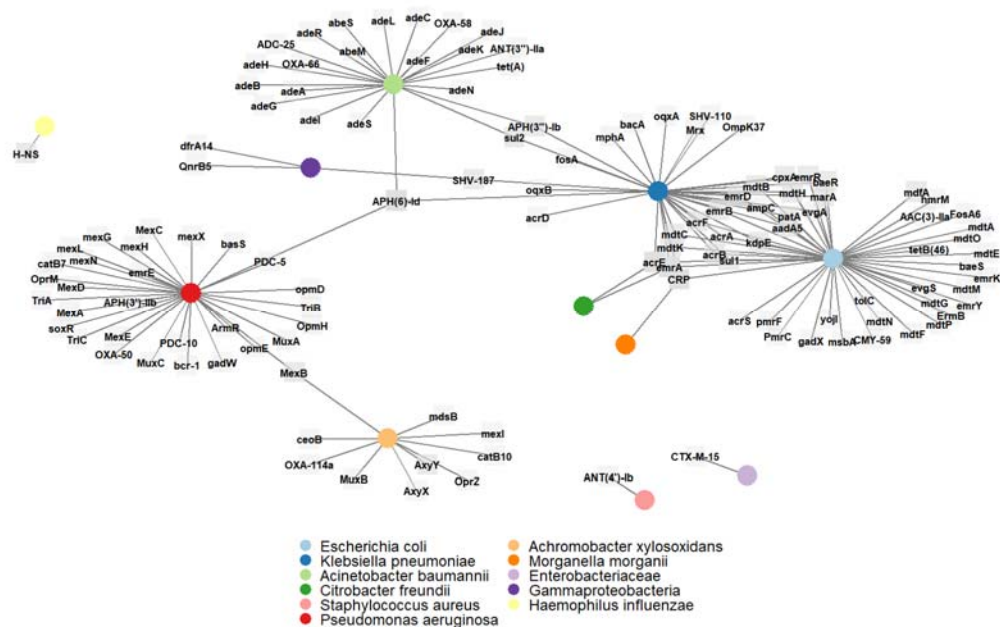 adeL
adeC
abeS
OXA-58
adeR
adeJ
ADC-25
abeM
adeK
ANT(3")-IIa
adeH
OXA-66
adeF
tet(A)
adeB
adeA
adeN
adeG
adeI
adeS
H-NS
dfrA14
QnrB5
SHV-187
APH(6)-Id
APH(3")-Ib
sul2
fosA
oqxB
acrD
mphA
bacA
oqxA
SHV-110
Mrx
OmpK37
cpxA
emrR
mdtB
baeR
emrD
mdtH
marA
ampC
emrB
patA
evgA
aadA5
acrF
mdtC
acrA
kdpE
mdtK
acrB
sul1
acrE
emrA
CRP
mdfA
hmrM
AAC(3)-IIa
FosA6
mdtA
mdtO
tetB(46)
mdtE
baeS
emrK
evgS
mdtM
mdtG
emrY
ErmB
mdtP
tolC
mdtN
mdtF
yojI
acrS
pmrF
PmrC
gadX
msbA
CMY-59
MexC
mexX
mexG
mexH
basS
mexL
mexN
catB7
emrE
PDC-5
OprM
MexD
opmD
TriA
APH(3')-IIb
TriB
MexA
OpmH
soxR
ArmR
TriC
MexE
PDC-10
MuxA
OXA-50
opmE
MuxC
bcr-1
gadW
MexB
mdsB
ceoB
mexI
OXA-114a
catB10
AxyY
MuxB
OprZ
AxyX
CTX-M-15
ANT(4')-Ib
Escherichia coli
Klebsiella pneumoniae
Acinetobacter baumannii
Citrobacter freundii
Staphylococcus aureus
Pseudomonas aeruginosa
Achromobacter xylosoxidans
Morganella morganii
Enterobacteriaceae
Gammaproteobacteria
Haemophilus influenzae